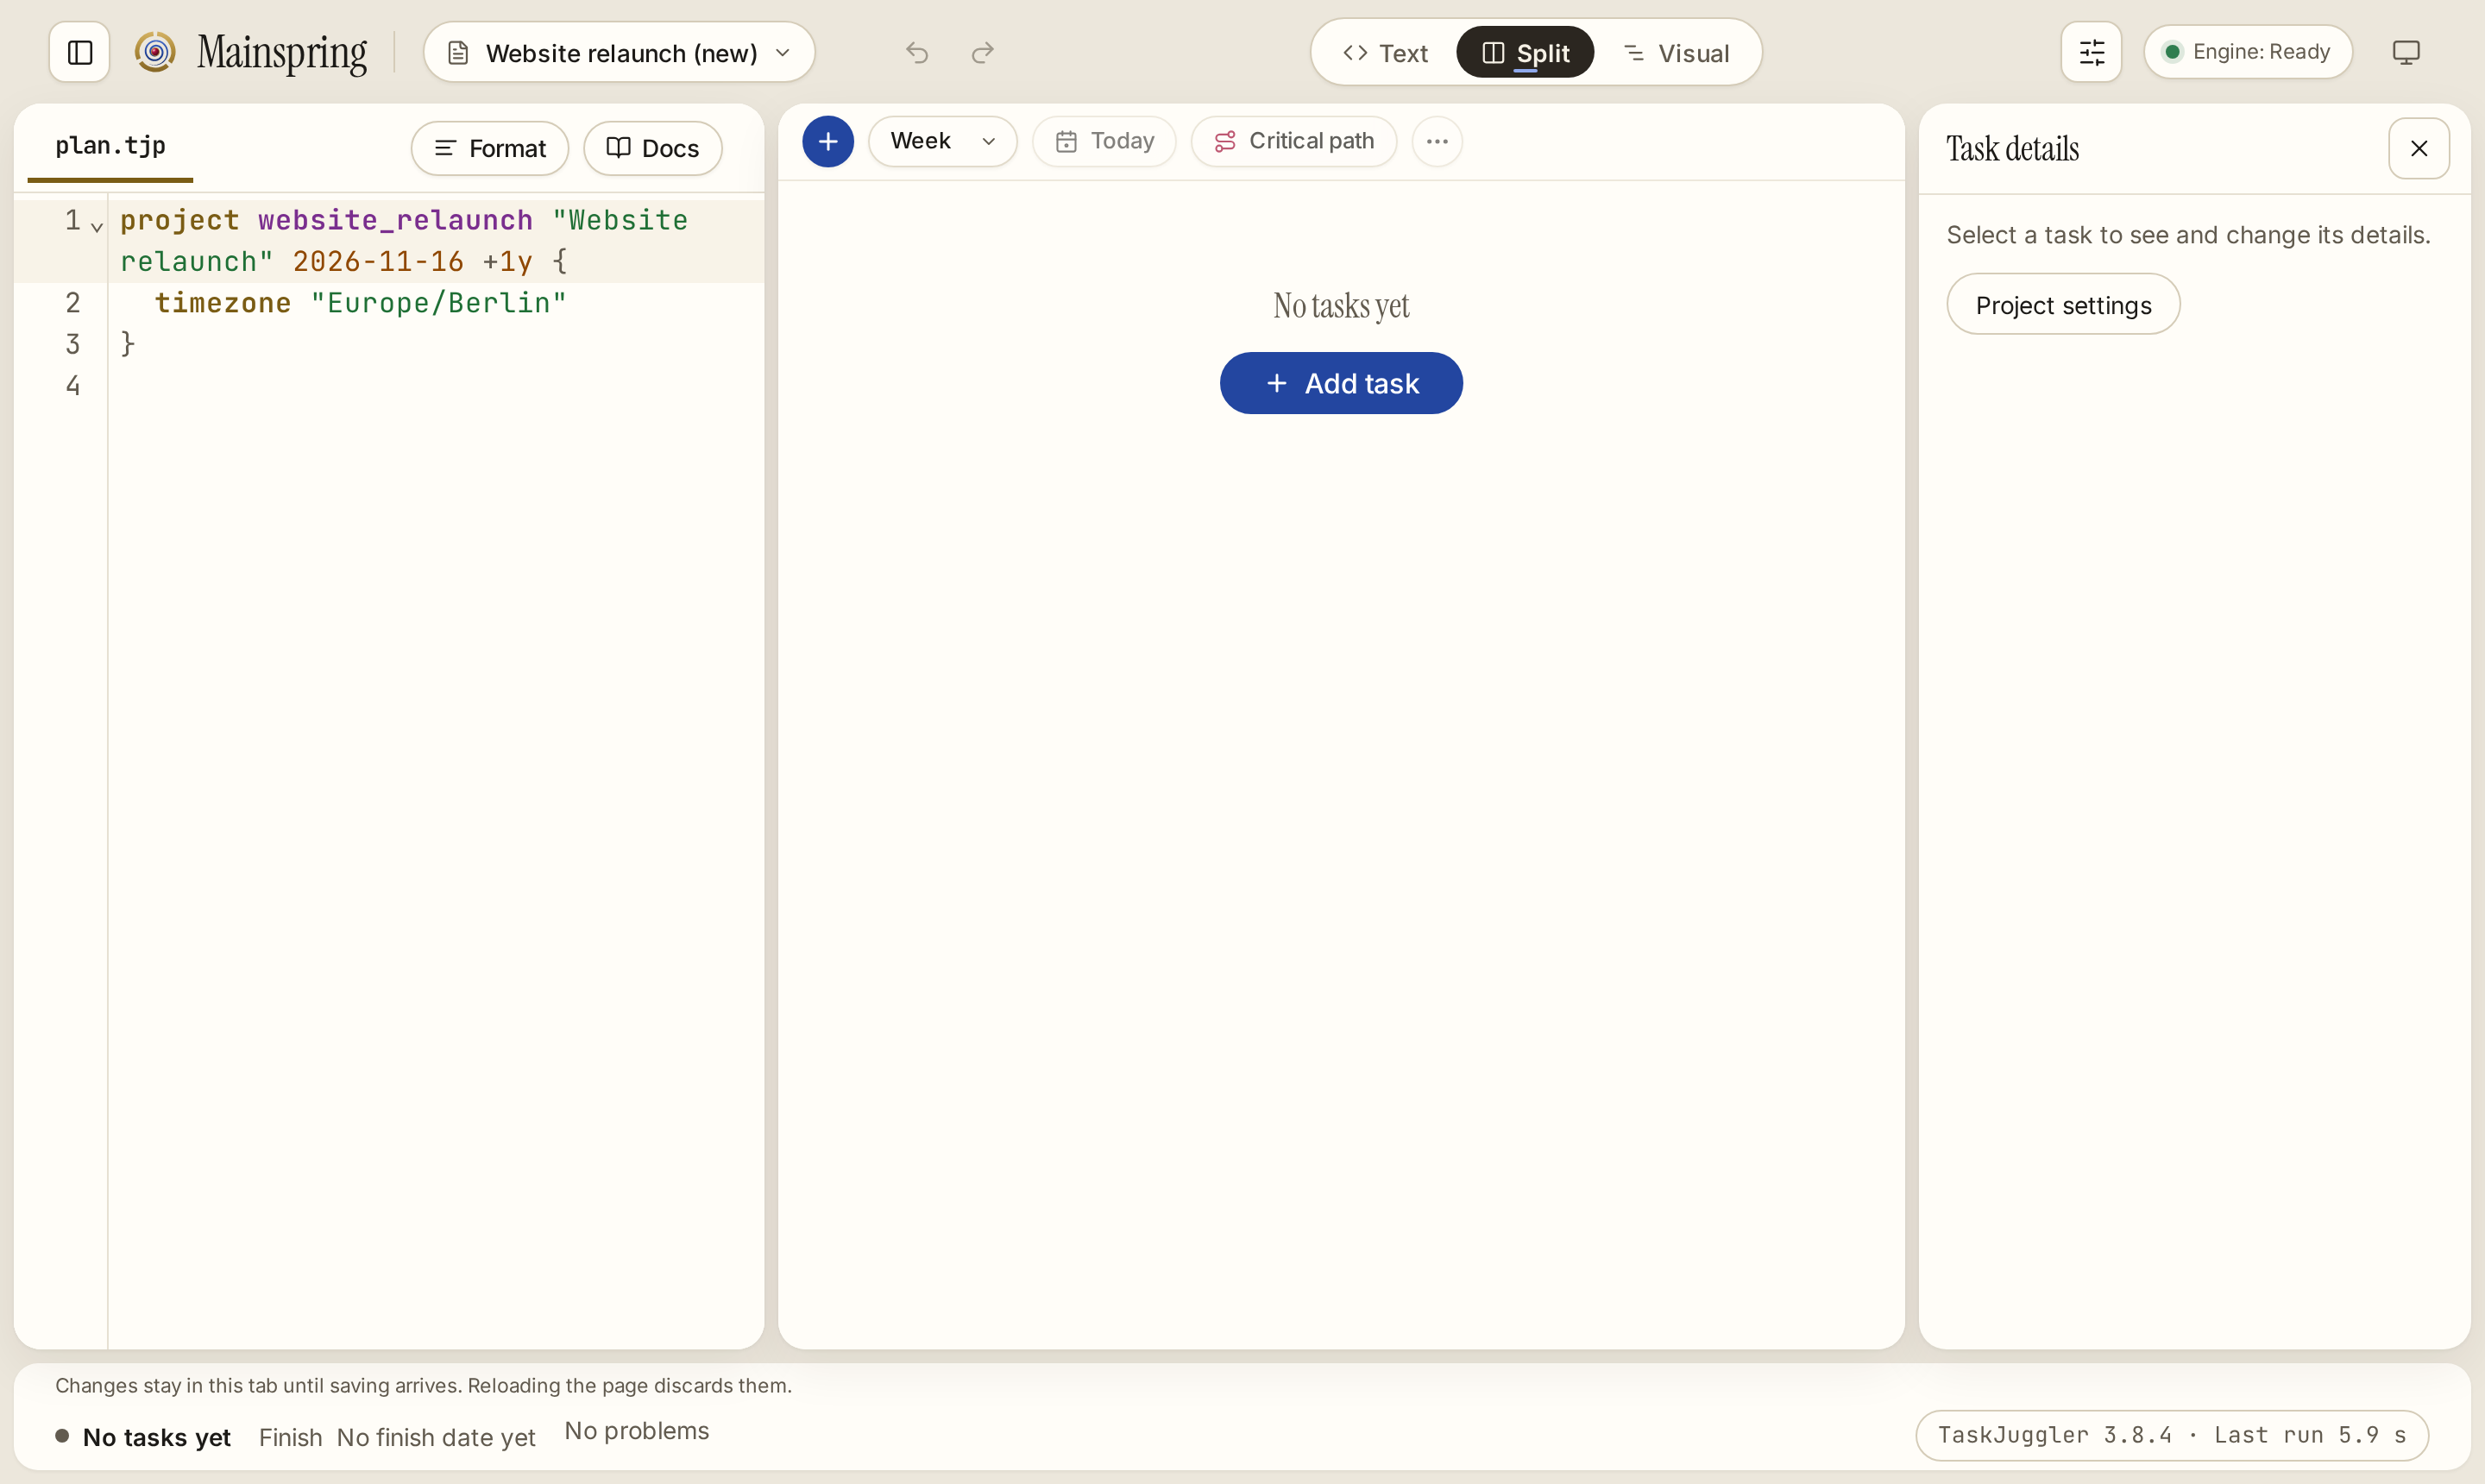 Mainspring
Website relaunch (new)
Text
Split
Visual
Engine: Ready
plan.tjp
Format
Docs
1 project website_relaunch "Website
relaunch" 2026-11-16 +1y {
2 timezone "Europe/Berlin"
3 }
4
Week
Today
Critical path
No tasks yet
+ Add task
Task details
Select a task to see and change its details.
Project settings
Changes stay in this tab until saving arrives. Reloading the page discards them.
No tasks yet Finish No finish date yet No problems
TaskJuggler 3.8.4 · Last run 5.9 s